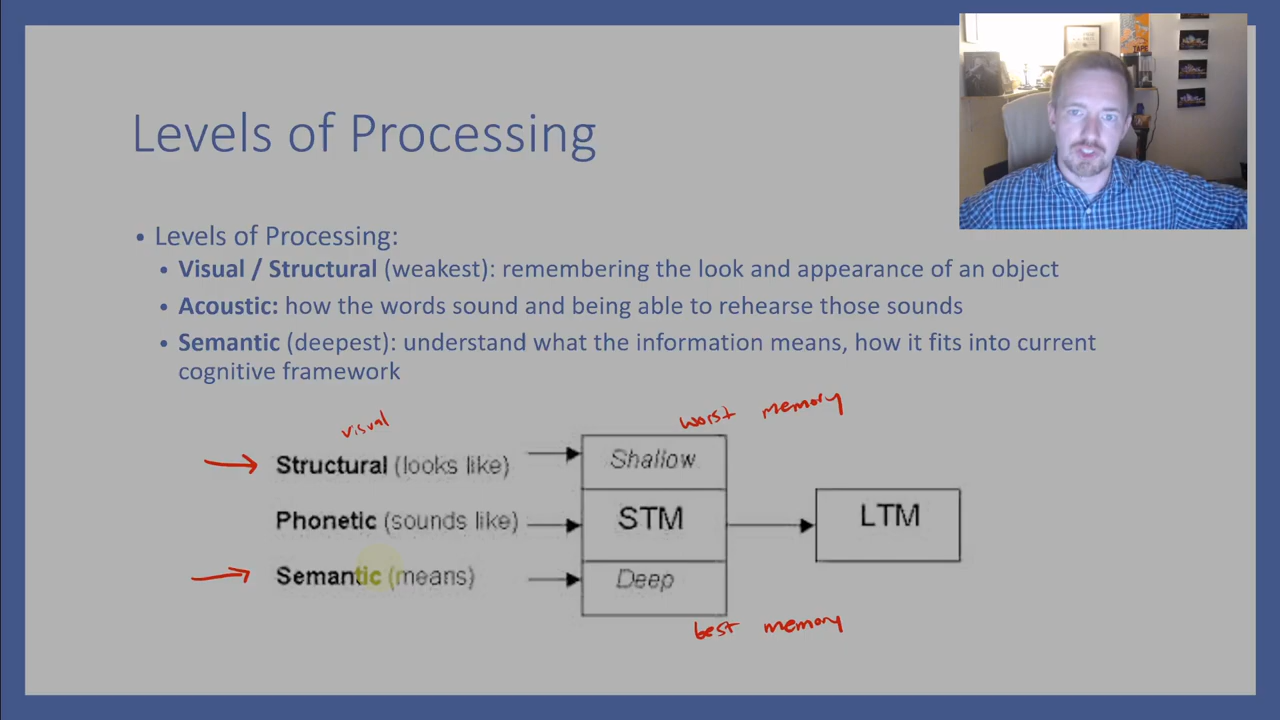 Levels of Processing
• Levels of Processing:
• Visual / Structural (weakest): remembering the look and appearance of an object
• Acoustic: how the words sound and being able to rehearse those sounds
• Semantic (deepest): understand what the information means, how it fits into current
cognitive framework
worst memory
visual
Structural (looks like)
Shallow
Phonetic (sounds like)
STM
LTM
Semantic (means)
Deep
best memory
TAPE